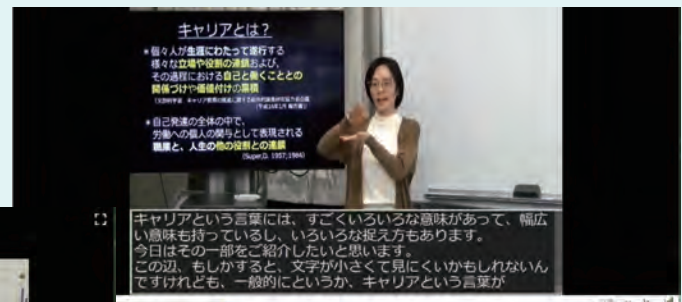 キャリアとは？
＊個々人が生涯にわたって遂行する
様々な立場や役割の連鎖および、
その過程における自己と働くこととの
関係づけや価値付けの累積
＊自己発達の全体の中で、
労働への個人の関与として表現される
職業と、人生の他の役割との連鎖
(Super,D. 1957;1984)
キャリアという言葉には、すごくいろいろな意味があって、幅広
い意味も持っているし、いろいろな捉え方もあります。
今日はその一部をご紹介したいと思います。
この辺、もしかすると、文字が小さくて見にくいかもしれないん
ですけれども、一般的にというか、キャリアという言葉が